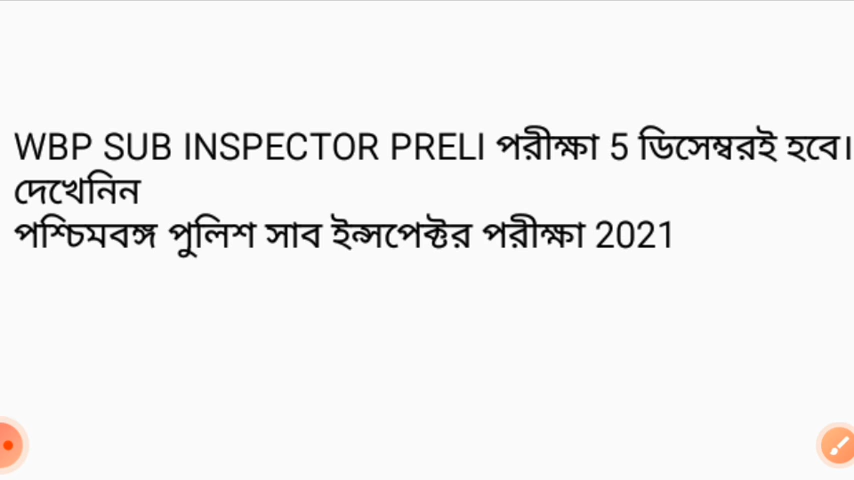 WBP SUB INSPECTOR PRELI পরীক্ষা 5 ডিসেম্বরই হবে।
দেখেনিন
পশ্চিমবঙ্গ পুলিশ সাব ইন্সপেক্টর পরীক্ষা 2021